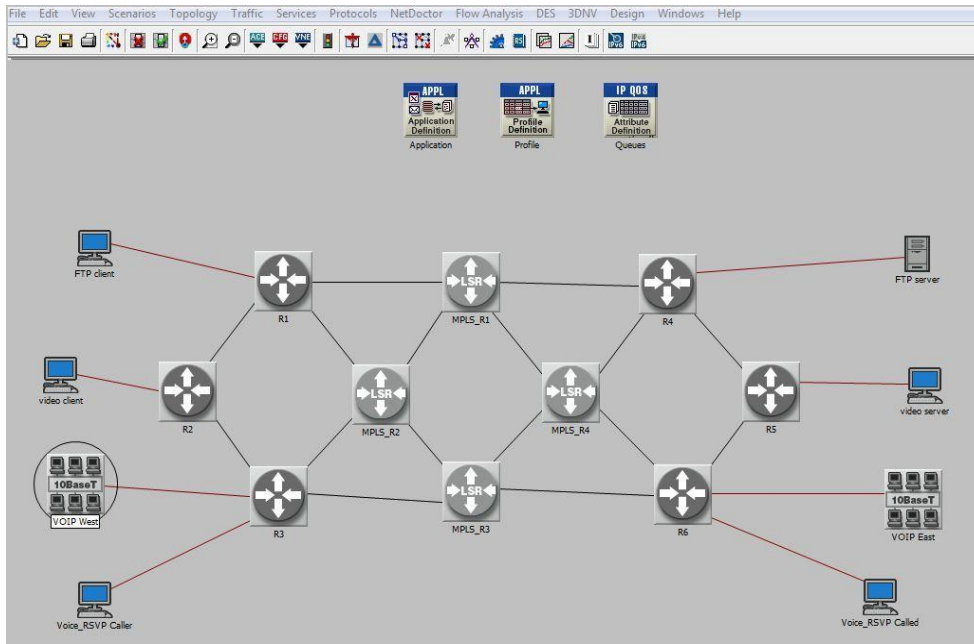 File Edit View Scenarios Topology Traffic Services Protocols NetDoctor Flow Analysis DES 3DNV Design Windows Help
ACE CFG VNE
APPL APPL IP QOS
Application Definition
Profile Definition
Attribute Definition
Application Profile Queues
FTP client
FTP server
R1
LSR
MPLS_R1
R4
video client
R2
LSR
MPLS_R2
LSR
MPLS_R4
R5
video server
10BaseT
VOIP West
R3
LSR
MPLS_R3
R6
10BaseT
VOIP East
Voice_RSVP Caller
Voice_RSVP Called